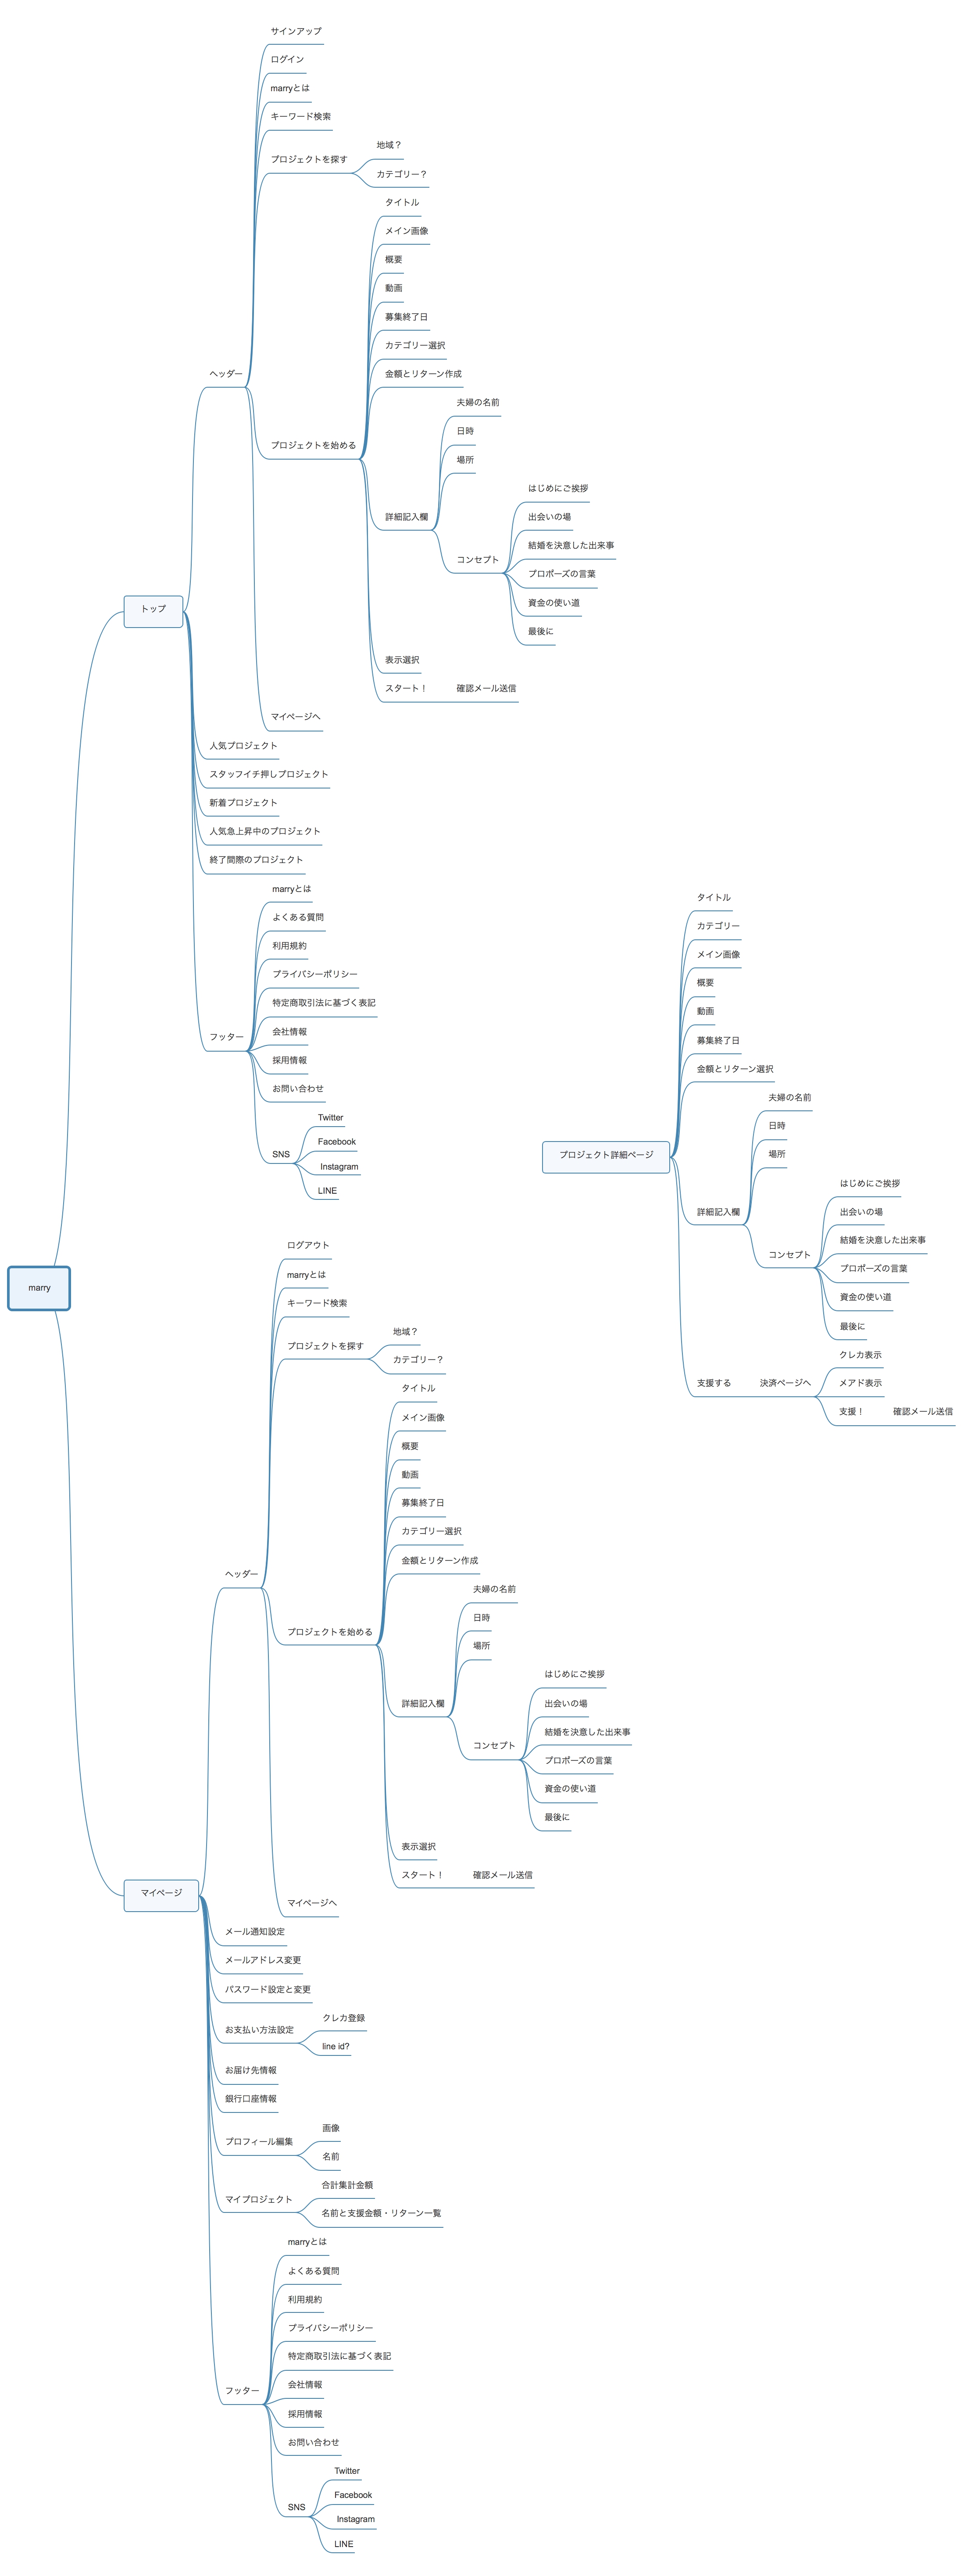 marry
トップ
ヘッダー
サインアップ
ログイン
marryとは
キーワード検索
プロジェクトを探す
地域？
カテゴリー？
プロジェクトを始める
タイトル
メイン画像
概要
動画
募集終了日
カテゴリー選択
金額とリターン作成
詳細記入欄
夫婦の名前
日時
場所
コンセプト
はじめにご挨拶
出会いの場
結婚を決意した出来事
プロポーズの言葉
資金の使い道
最後に
表示選択
スタート！
確認メール送信
マイページへ
人気プロジェクト
スタッフイチ押しプロジェクト
新着プロジェクト
人気急上昇中のプロジェクト
終了間際のプロジェクト
フッター
marryとは
よくある質問
利用規約
プライバシーポリシー
特定商取引法に基づく表記
会社情報
採用情報
お問い合わせ
SNS
Twitter
Facebook
Instagram
LINE
マイページ
ヘッダー
ログアウト
marryとは
キーワード検索
プロジェクトを探す
地域？
カテゴリー？
プロジェクトを始める
タイトル
メイン画像
概要
動画
募集終了日
カテゴリー選択
金額とリターン作成
詳細記入欄
夫婦の名前
日時
場所
コンセプト
はじめにご挨拶
出会いの場
結婚を決意した出来事
プロポーズの言葉
資金の使い道
最後に
表示選択
スタート！
確認メール送信
マイページへ
メール通知設定
メールアドレス変更
パスワード設定と変更
お支払い方法設定
クレカ登録
line id?
お届け先情報
銀行口座情報
プロフィール編集
画像
名前
マイプロジェクト
合計集計金額
名前と支援金額・リターン一覧
フッター
marryとは
よくある質問
利用規約
プライバシーポリシー
特定商取引法に基づく表記
会社情報
採用情報
お問い合わせ
SNS
Twitter
Facebook
Instagram
LINE
プロジェクト詳細ページ
タイトル
カテゴリー
メイン画像
概要
動画
募集終了日
金額とリターン選択
詳細記入欄
夫婦の名前
日時
場所
コンセプト
はじめにご挨拶
出会いの場
結婚を決意した出来事
プロポーズの言葉
資金の使い道
最後に
支援する
決済ページへ
クレカ表示
メアド表示
支援！
確認メール送信